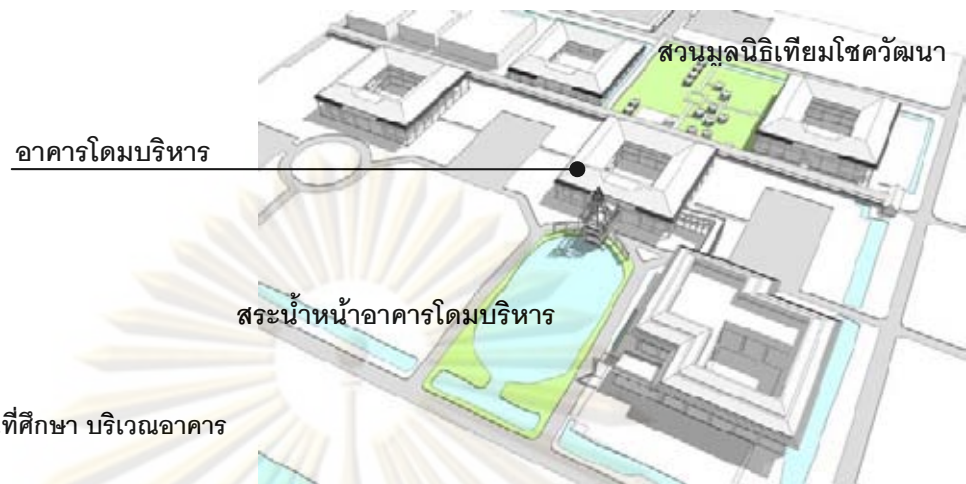 สวนมูลนิธิเทียมโชควัฒนา
อาคารโดมบริหาร
สระน้ำหน้าอาคารโดมบริหาร
ที่ศึกษา บริเวณอาคาร